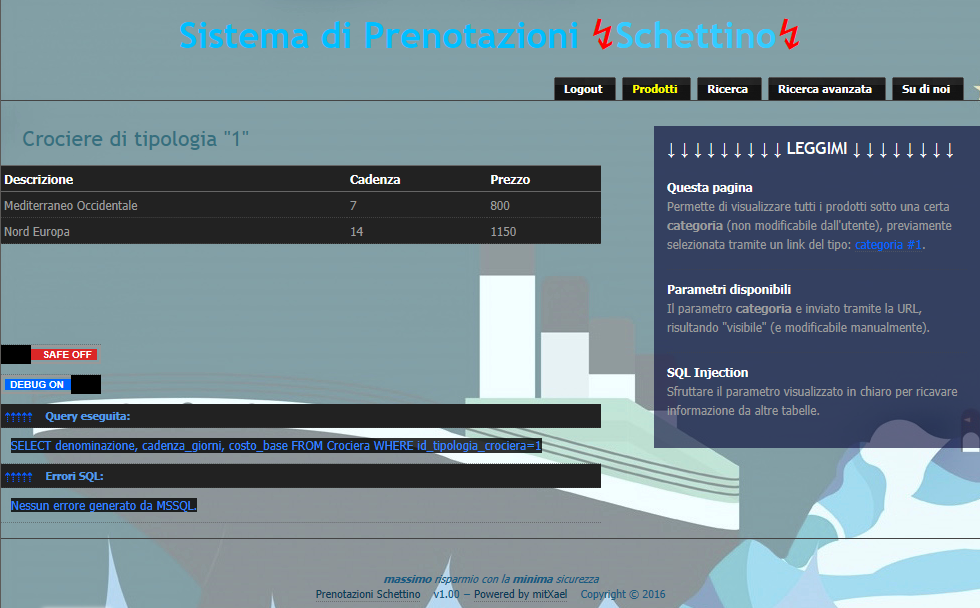 Sistema di Prenotazioni ↯Schettino↯
Logout Prodotti Ricerca Ricerca avanzata Su di noi
Crociere di tipologia "1"
Descrizione Cadenza Prezzo
Mediterraneo Occidentale 7 800
Nord Europa 14 1150
SAFE OFF
DEBUG ON
↑↑↑↑↑ Query eseguita:
SELECT denominazione, cadenza_giorni, costo_base FROM Crociera WHERE id_tipologia_crociera=1
↑↑↑↑↑ Errori SQL:
Nessun errore generato da MSSQL.
↓ ↓ ↓ ↓ ↓ ↓ ↓ ↓ ↓ LEGGIMI ↓ ↓ ↓ ↓ ↓ ↓ ↓ ↓
Questa pagina
Permette di visualizzare tutti i prodotti sotto una certa
categoria (non modificabile dall'utente), previamente
selezionata tramite un link del tipo: categoria #1.
Parametri disponibili
Il parametro categoria e inviato tramite la URL,
risultando "visibile" (e modificabile manualmente).
SQL Injection
Sfruttare il parametro visualizzato in chiaro per ricavare
informazione da altre tabelle.
massimo risparmio con la minima sicurezza
Prenotazioni Schettino v1.00 – Powered by mitXael Copyright © 2016